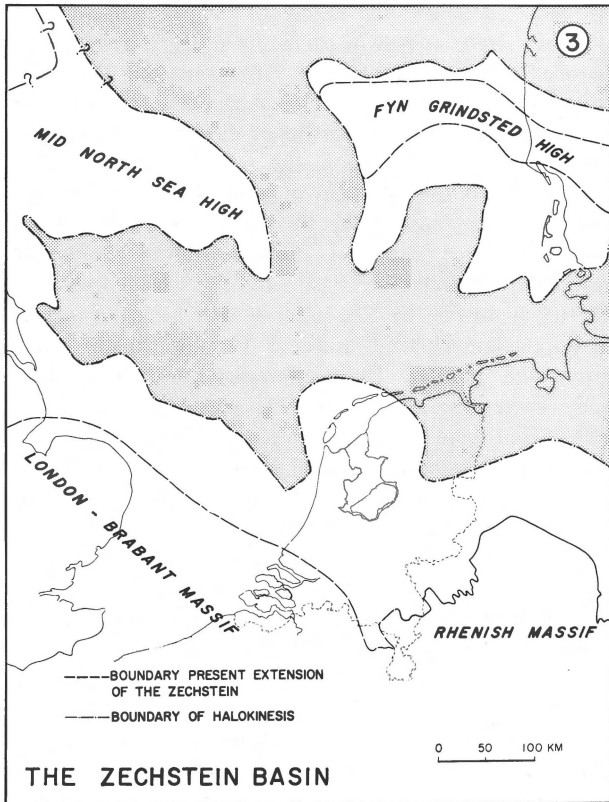 3
?
?
?
?
MID NORTH SEA HIGH
FYN GRINDSTED HIGH
LONDON - BRABANT MASSIF
RHENISH MASSIF
BOUNDARY PRESENT EXTENSION
OF THE ZECHSTEIN
BOUNDARY OF HALOKINESIS
0 50 100 KM
THE ZECHSTEIN BASIN